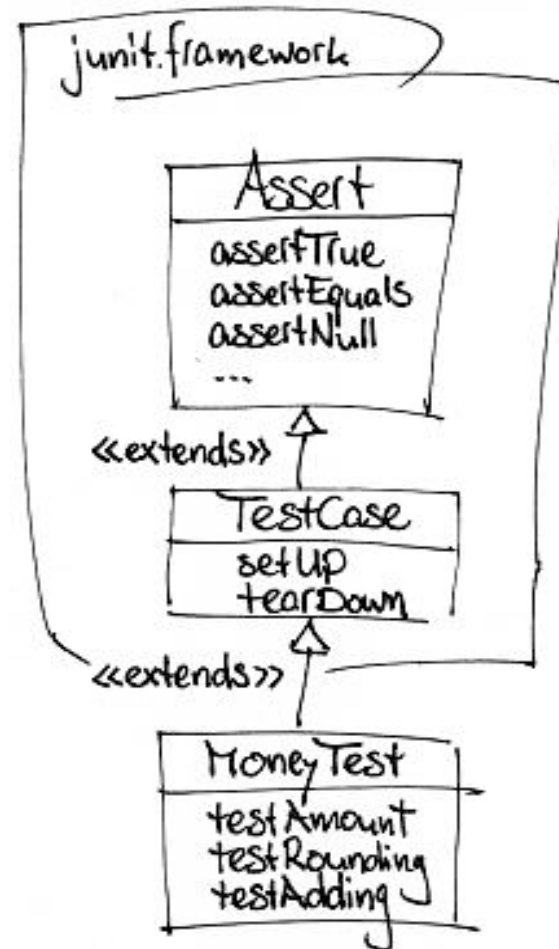 junit.framework
Assert
assertTrue
assertEquals
assertNull
...
«extends»
TestCase
setUp
tearDown
«extends»
MoneyTest
testAmount
testRounding
testAdding